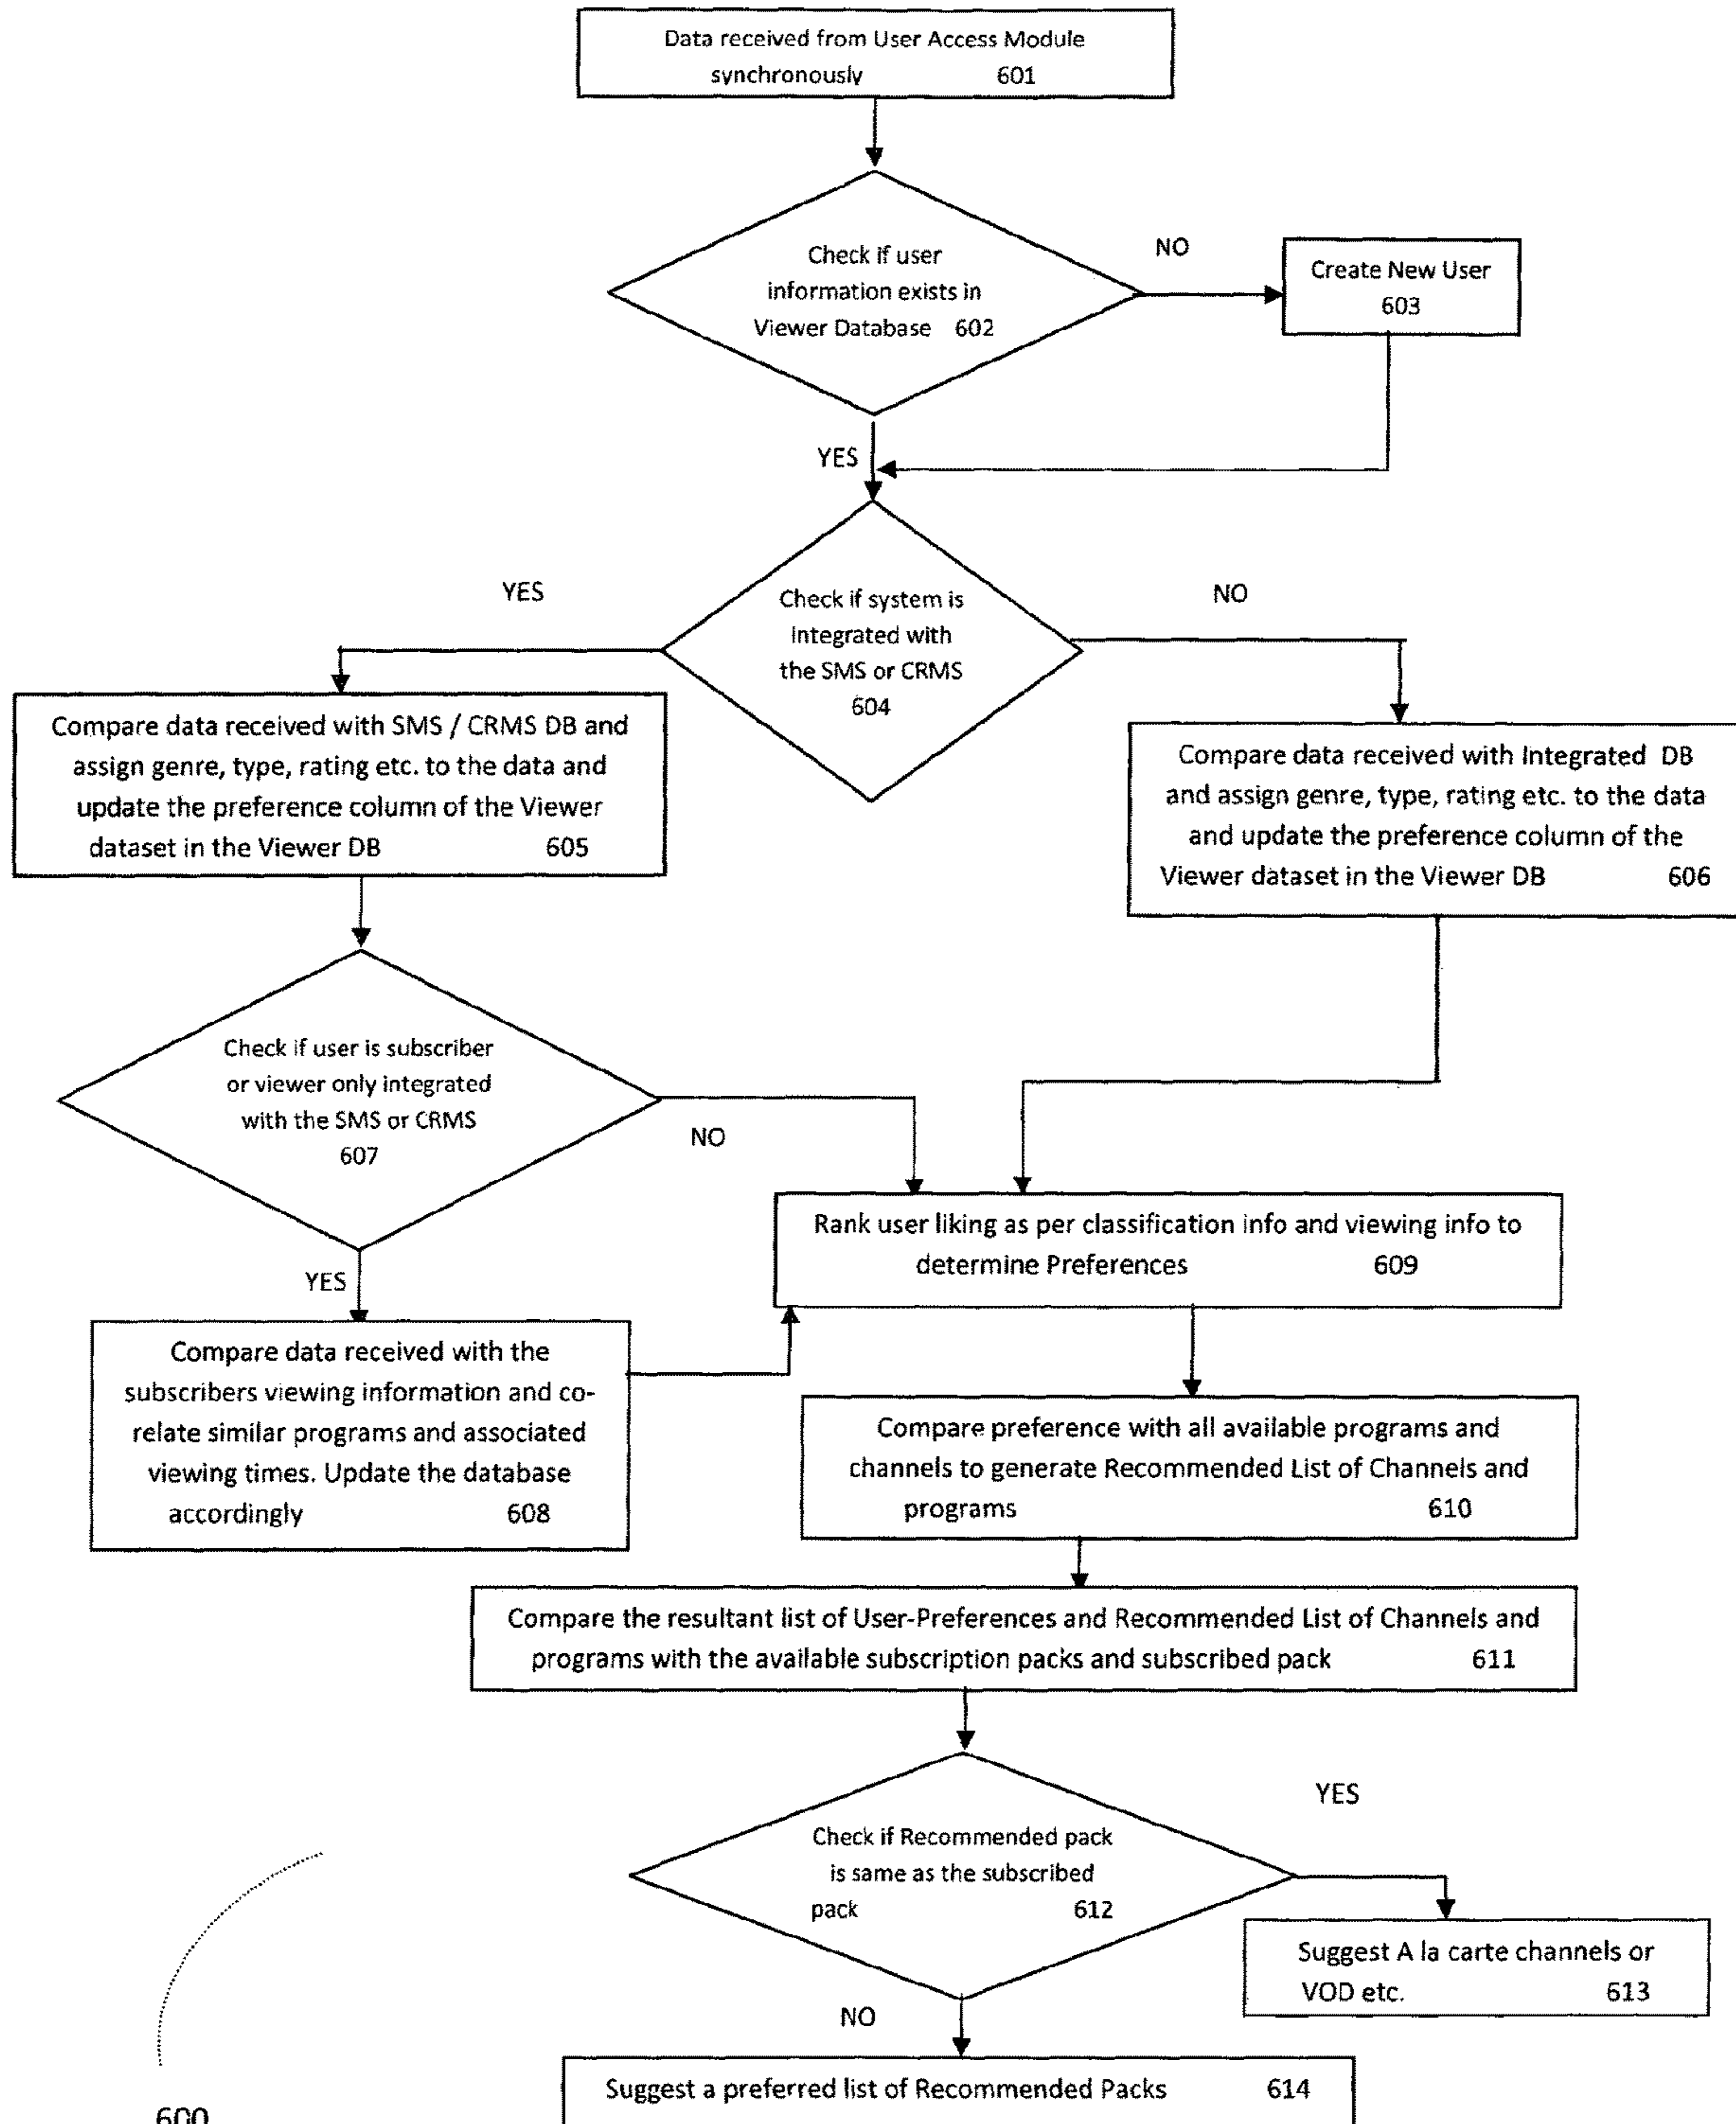 Data received from User Access Module
synchronously 601
Check if user
information exists in
Viewer Database 602
NO
Create New User
603
YES
Check if system is
integrated with
the SMS or CRMS
604
YES
NO
Compare data received with SMS / CRMS DB and
assign genre, type, rating etc. to the data and
update the preference column of the Viewer
dataset in the Viewer DB 605
Compare data received with Integrated DB
and assign genre, type, rating etc. to the data
and update the preference column of the
Viewer dataset in the Viewer DB 606
Check if user is subscriber
or viewer only integrated
with the SMS or CRMS
607
NO
YES
Rank user liking as per classification info and viewing info to
determine Preferences 609
Compare data received with the
subscribers viewing information and co-
relate similar programs and associated
viewing times. Update the database
accordingly 608
Compare preference with all available programs and
channels to generate Recommended List of Channels and
programs 610
Compare the resultant list of User-Preferences and Recommended List of Channels and
programs with the available subscription packs and subscribed pack 611
Check if Recommended pack
is same as the subscribed
pack 612
YES
Suggest A la carte channels or
VOD etc. 613
NO
Suggest a preferred list of Recommended Packs 614
600